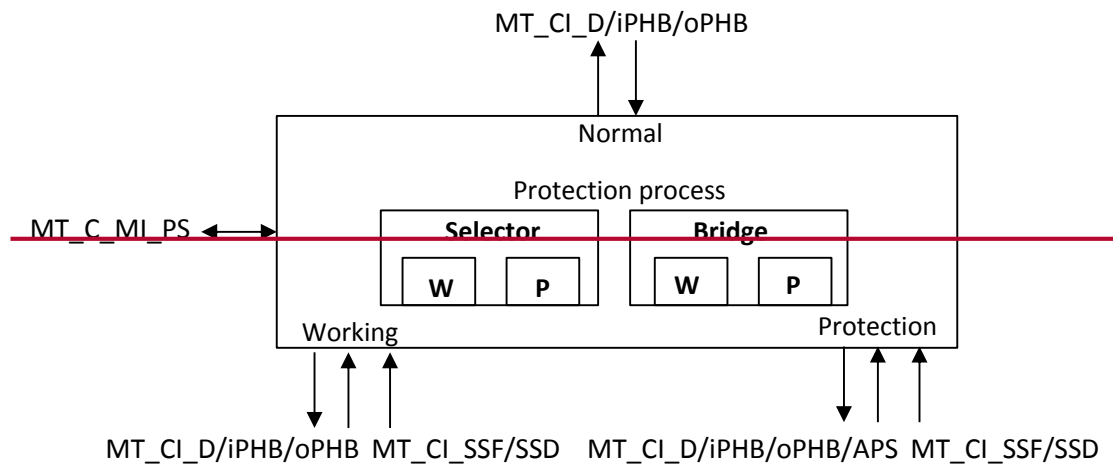 MT_CI_D/iPHB/oPHB
Normal
Protection process
MT_C_MI_PS
Selector
Bridge
W
P
W
P
Working
Protection
MT_CI_D/iPHB/oPHB
MT_CI_SSF/SSD
MT_CI_D/iPHB/oPHB/APS
MT_CI_SSF/SSD